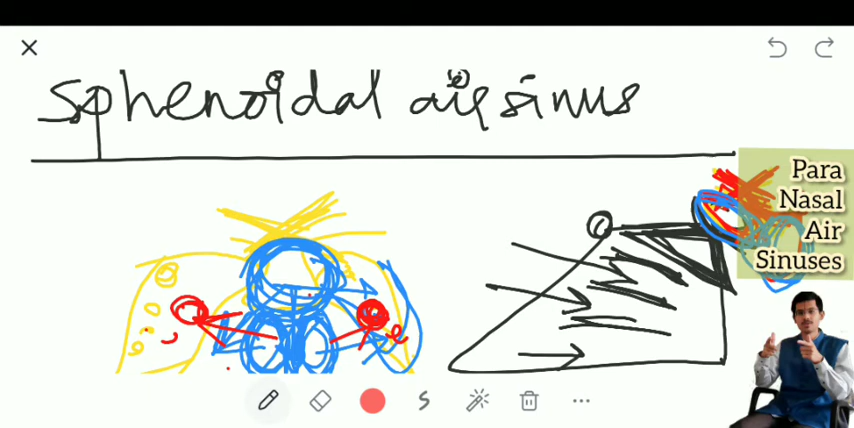 Sphenoidal air sinus
Para
Nasal
Air
Sinuses